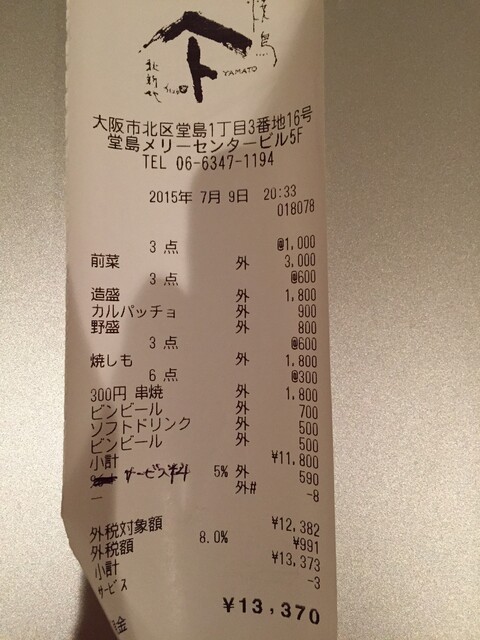 YAMATO
北新地
大阪市北区堂島1丁目3番地16号
堂島メリーセンタービル5F
TEL 06-6347-1194
2015年 7月 9日 20:33
018078
3 点 @1,000
前菜 外 3,000
3 点 @600
造盛 外 1,800
カルパッチョ 外 900
野盛 外 800
3 点 @600
焼しも 外 1,800
6 点 @300
300円 串焼 外 1,800
ビンビール 外 700
ソフトドリンク 外 500
ビンビール 外 500
小計 ¥11,800
サービス料 5% 外 590
ー 外# -8
外税対象額 ¥12,382
外税額 8.0% ¥991
小計 ¥13,373
サービス -3
¥13,370
金